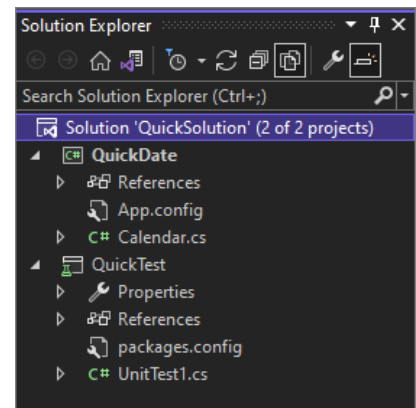 Solution Explorer
Search Solution Explorer (Ctrl+;)
Solution 'QuickSolution' (2 of 2 projects)
C# QuickDate
References
App.config
C# Calendar.cs
QuickTest
Properties
References
packages.config
C# UnitTest1.cs